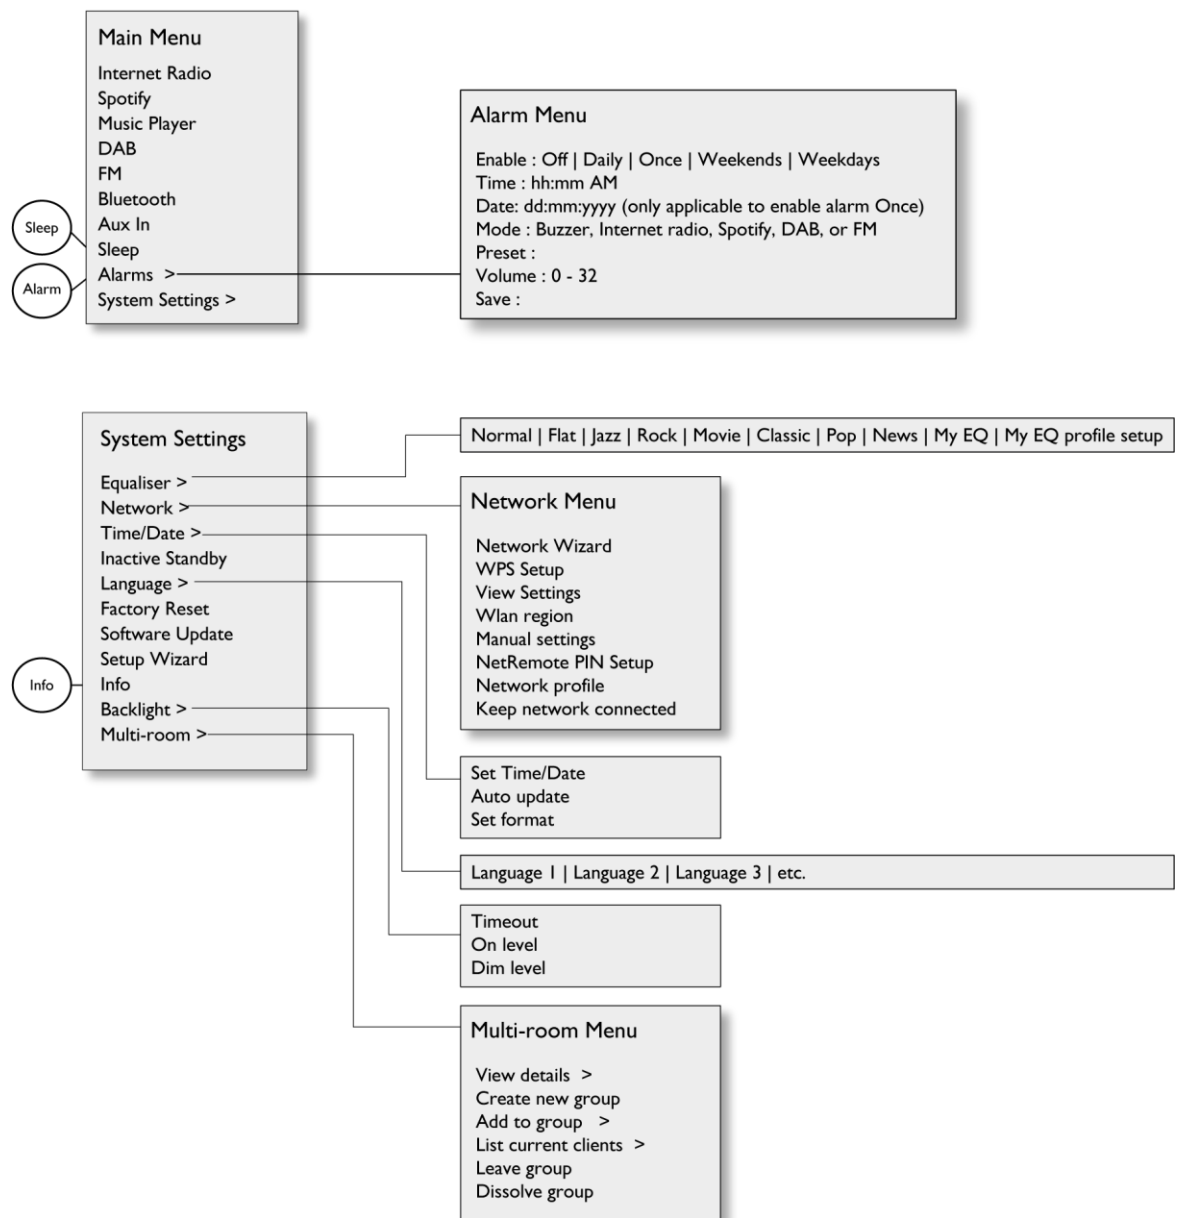 Main Menu
Internet Radio
Spotify
Music Player
DAB
FM
Bluetooth
Aux In
Sleep
Alarms >
System Settings >
Sleep
Alarm
Alarm Menu
Enable : Off | Daily | Once | Weekends | Weekdays
Time : hh:mm AM
Date: dd:mm:yyyy (only applicable to enable alarm Once)
Mode : Buzzer, Internet radio, Spotify, DAB, or FM
Preset :
Volume : 0 - 32
Save :
System Settings
Equaliser >
Network >
Time/Date >
Inactive Standby
Language >
Factory Reset
Software Update
Setup Wizard
Info
Backlight >
Multi-room >
Info
Normal | Flat | Jazz | Rock | Movie | Classic | Pop | News | My EQ | My EQ profile setup
Network Menu
Network Wizard
WPS Setup
View Settings
Wlan region
Manual settings
NetRemote PIN Setup
Network profile
Keep network connected
Set Time/Date
Auto update
Set format
Language 1 | Language 2 | Language 3 | etc.
Timeout
On level
Dim level
Multi-room Menu
View details >
Create new group
Add to group >
List current clients >
Leave group
Dissolve group